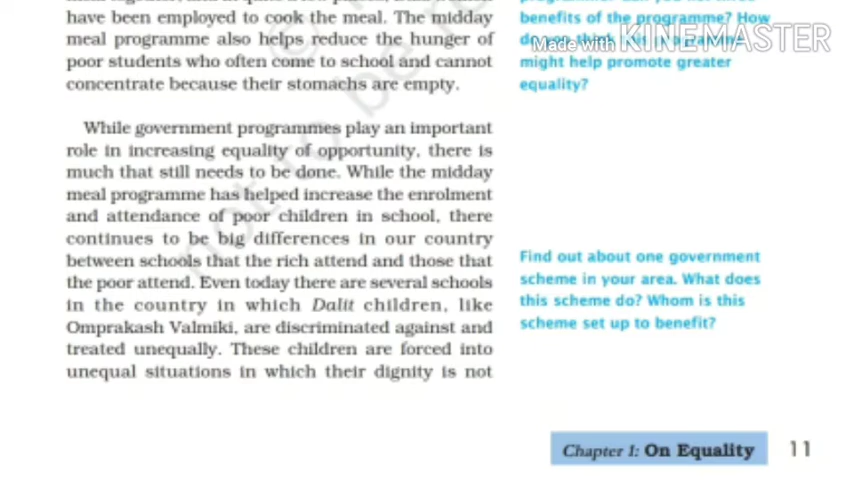 have been employed to cook the meal. The midday
meal programme also helps reduce the hunger of
poor students who often come to school and cannot
concentrate because their stomachs are empty.
While government programmes play an important
role in increasing equality of opportunity, there is
much that still needs to be done. While the midday
meal programme has helped increase the enrolment
and attendance of poor children in school, there
continues to be big differences in our country
between schools that the rich attend and those that
the poor attend. Even today there are several schools
in the country in which Dalit children, like
Omprakash Valmiki, are discriminated against and
treated unequally. These children are forced into
unequal situations in which their dignity is not
benefits of the programme? How
might help promote greater
equality?
Made with KINEMASTER
Find out about one government
scheme in your area. What does
this scheme do? Whom is this
scheme set up to benefit?
not to be re
Chapter 1: On Equality 11